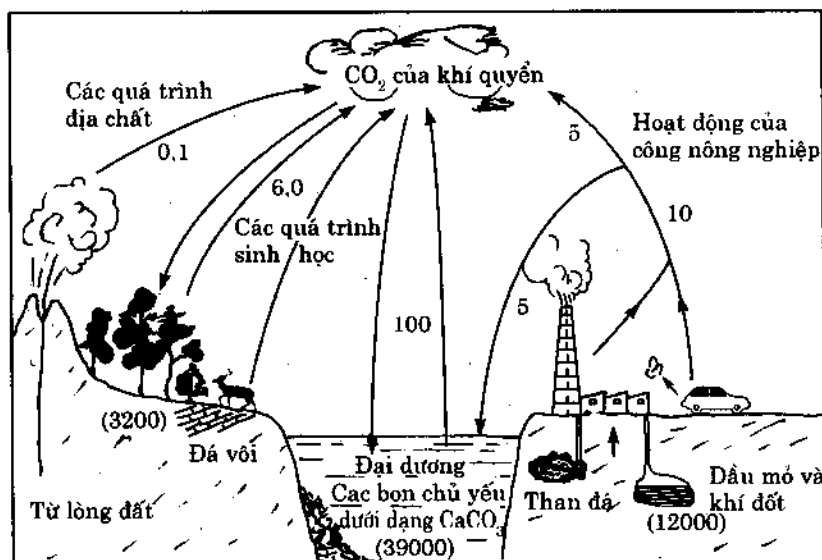 CO₂ của khí quyển
Các quá trình
địa chất
0,1
6,0
Các quá trình
sinh học
100
5
Hoạt động của
công nông nghiệp
10
5
(3200)
Đá vôi
Từ lòng đất
Đại dương
Cac bon chủ yếu
dưới dạng CaCO₃
(39000)
Than đá
Dầu mỏ và
khí đốt
(12000)